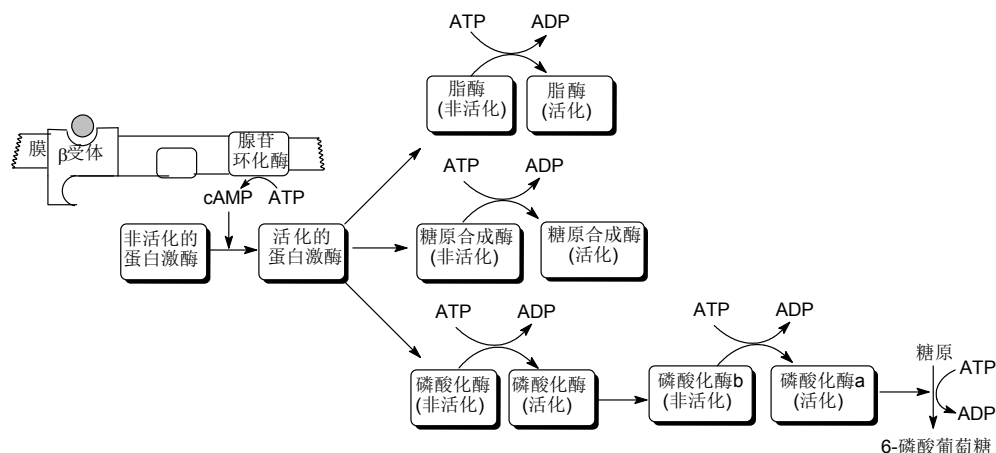 ATP ADP
脂酶
(非活化)
脂酶
(活化)
膜
β受体
腺苷
环化酶
cAMP ATP
ATP ADP
非活化的
蛋白激酶
活化的
蛋白激酶
糖原合成酶
(非活化)
糖原合成酶
(活化)
ATP ADP
ATP ADP
磷酸化酶
(非活化)
磷酸化酶
(活化)
磷酸化酶b
(非活化)
磷酸化酶a
(活化)
糖原
ATP
ADP
6-磷酸葡萄糖